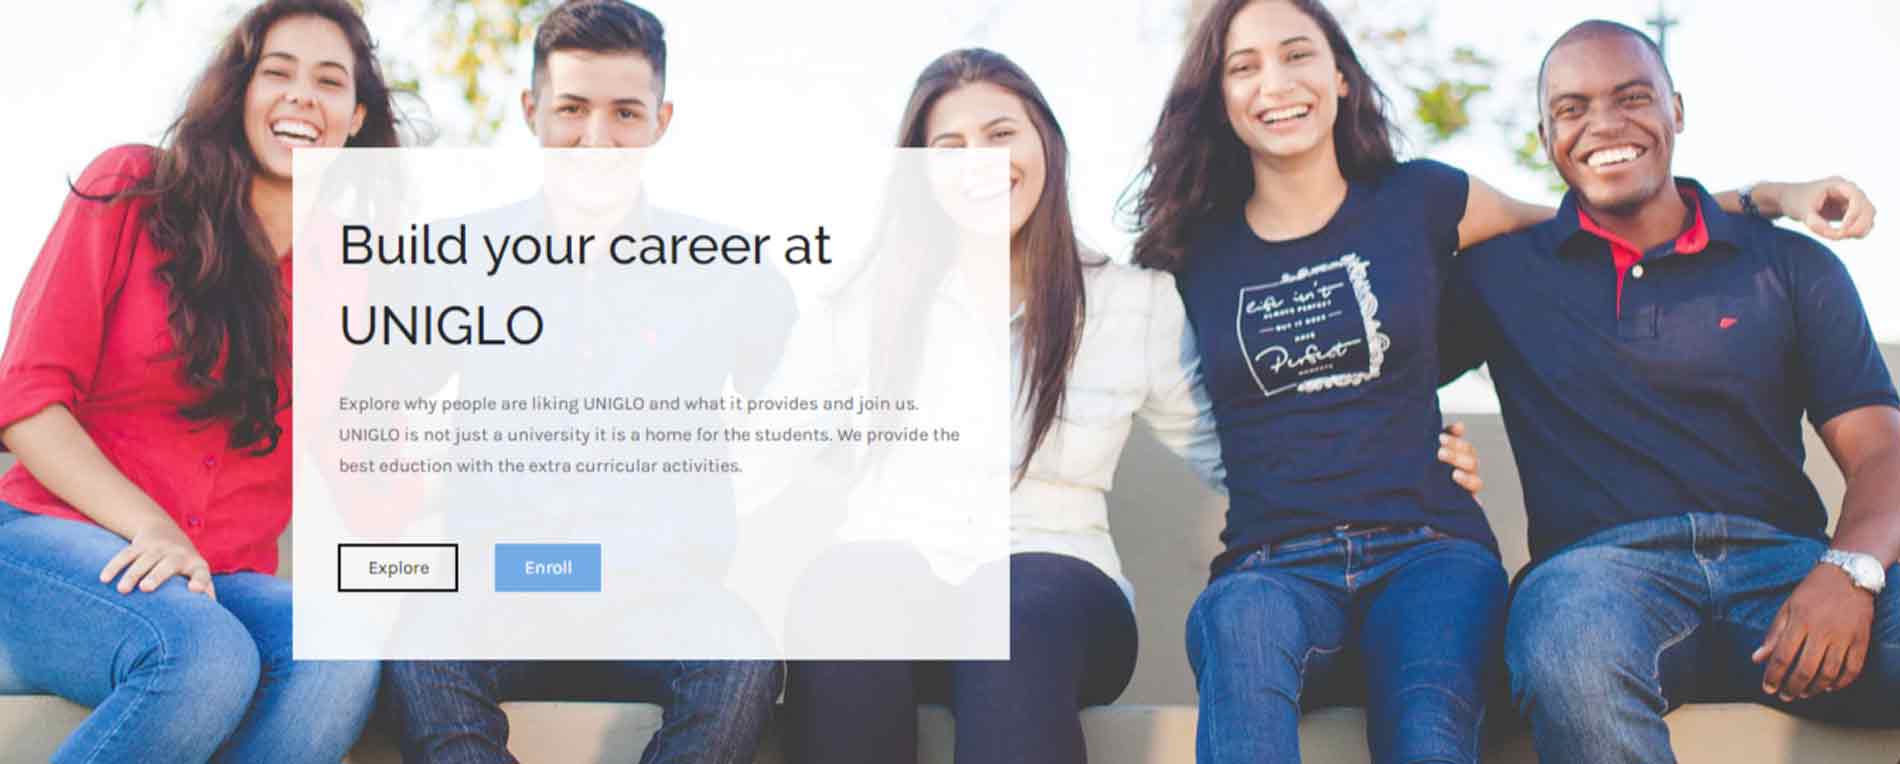 Build your career at
UNIGLO
Explore why people are liking UNIGLO and what it provides and join us.
UNIGLO is not just a university it is a home for the students. We provide the
best eduction with the extra curricular activities.
Explore
Enroll
life isn't
ALWAYS PERFECT
BUT IT DOES
HAVE
Perfect
MOMENTS